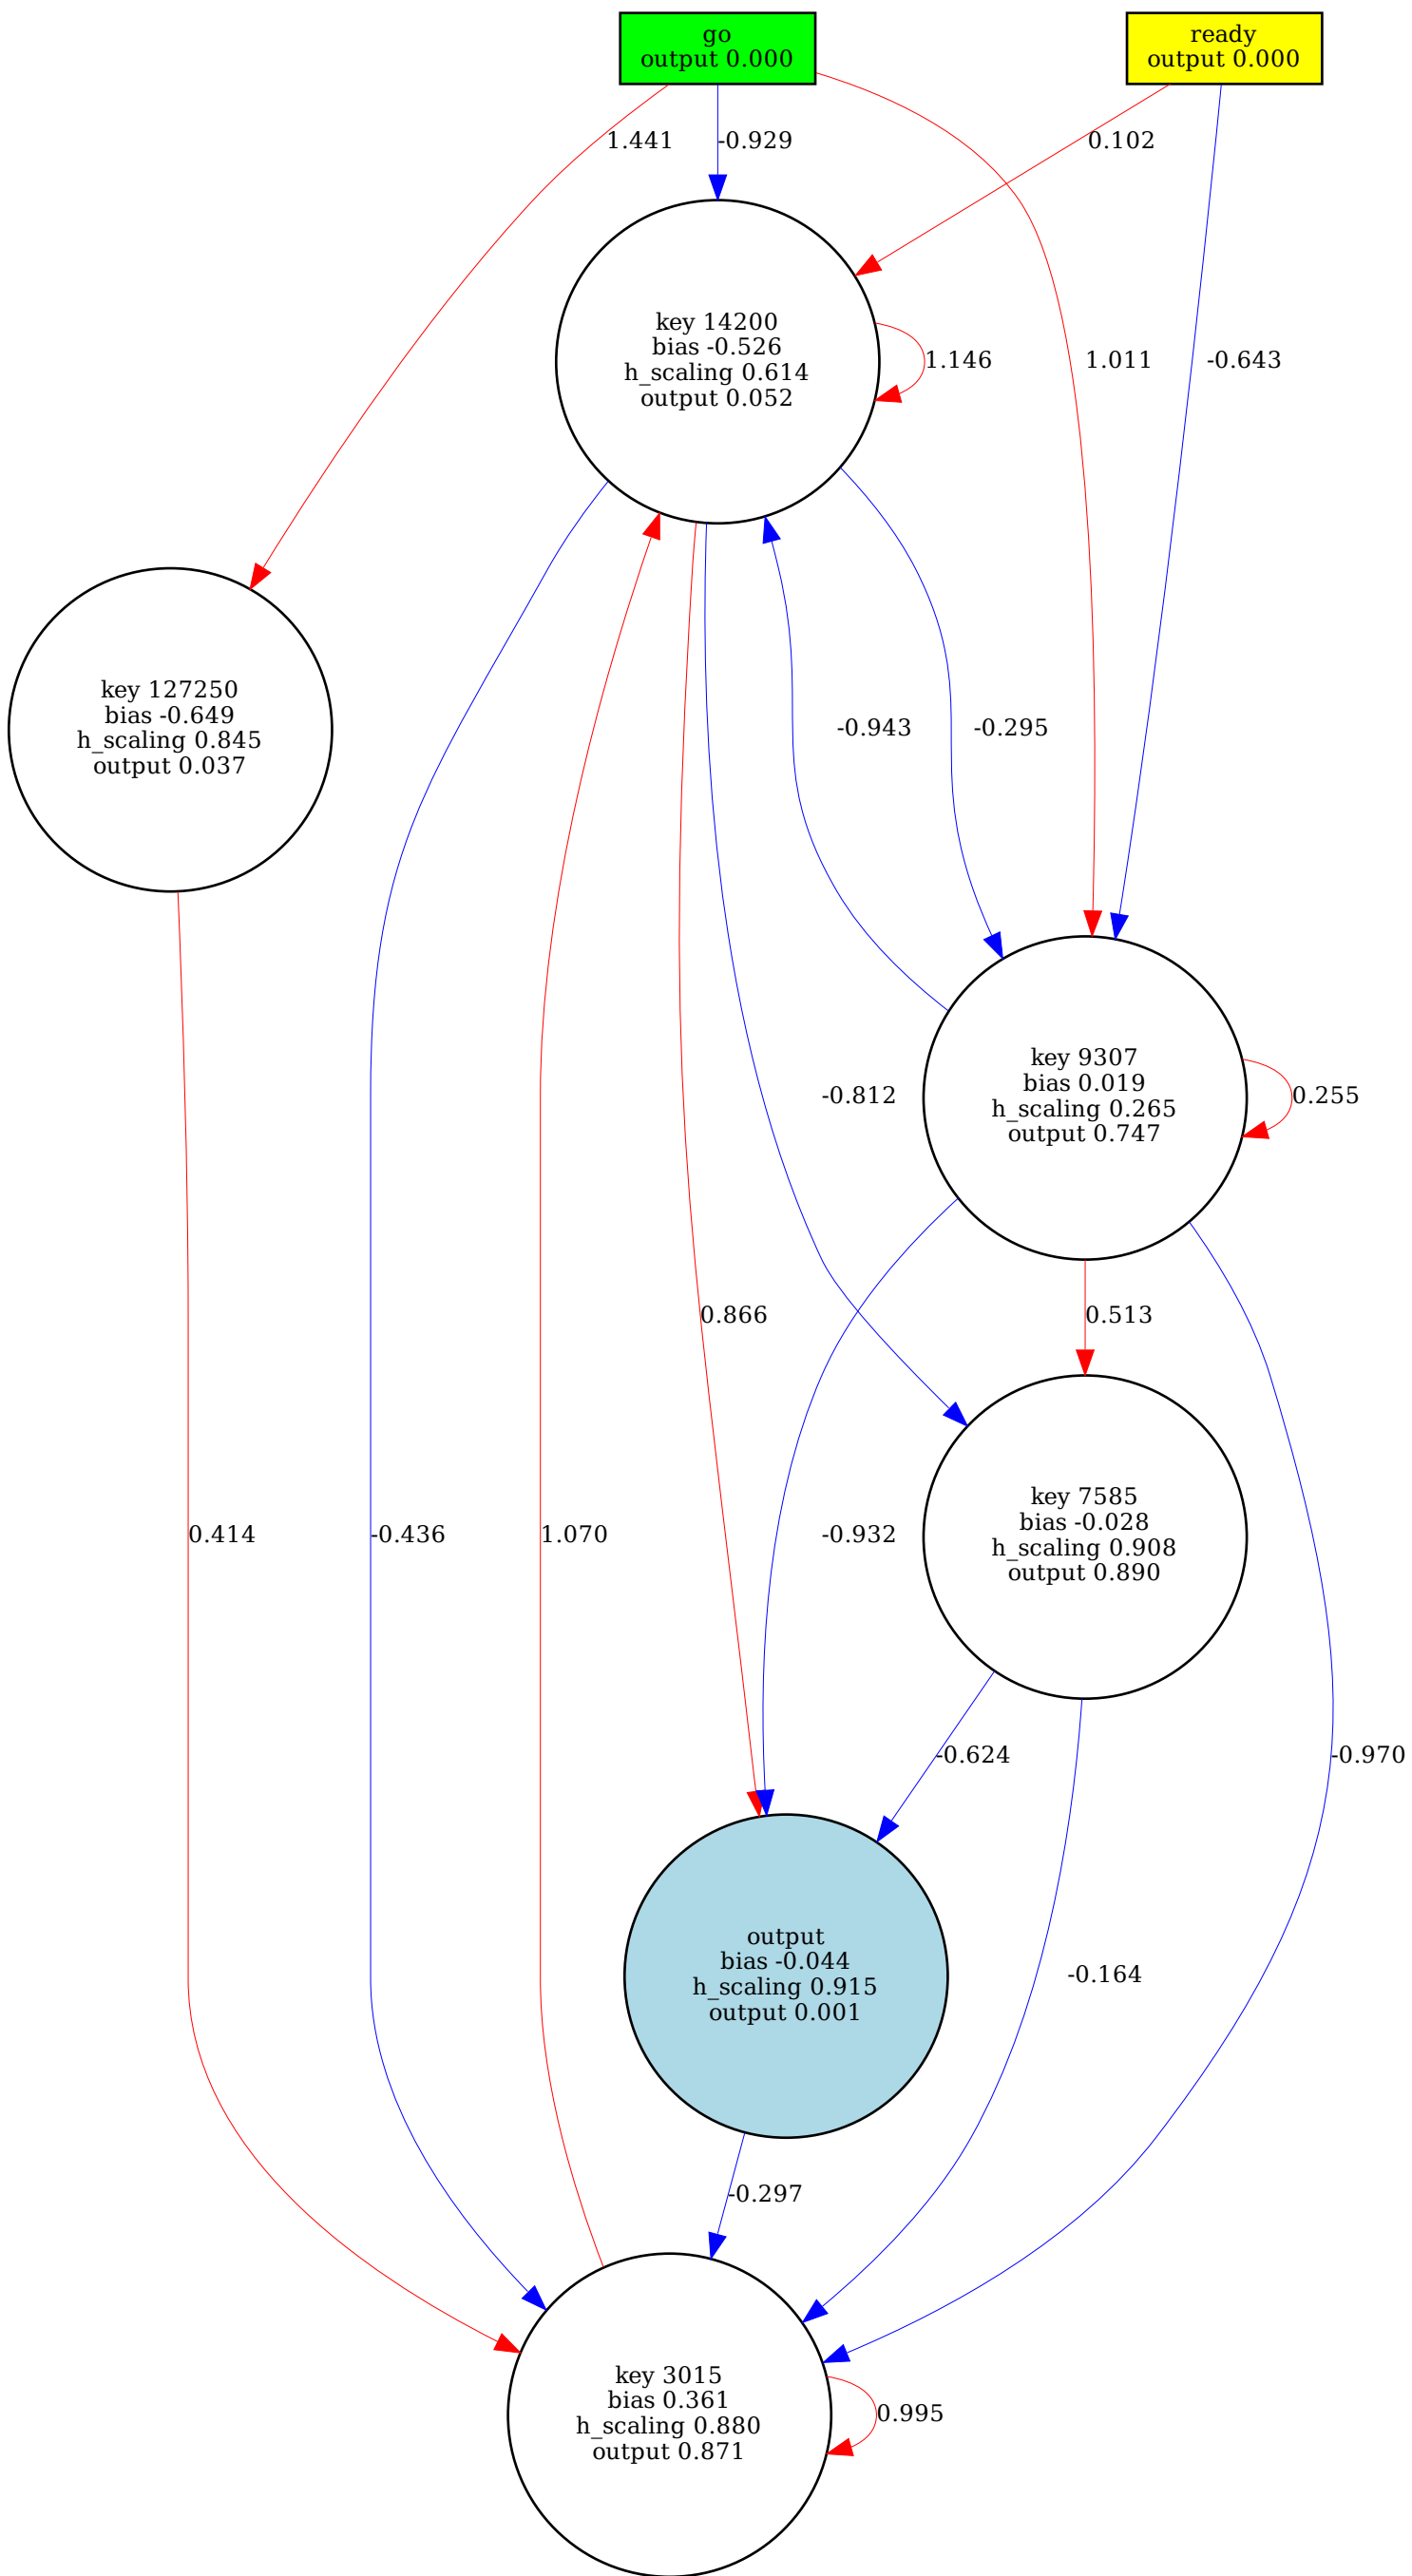 go
output 0.000
ready
output 0.000
1.441
-0.929
0.102
key 14200
bias -0.526
h_scaling 0.614
output 0.052
1.146
1.011
-0.643
key 127250
bias -0.649
h_scaling 0.845
output 0.037
-0.943
-0.295
key 9307
bias 0.019
h_scaling 0.265
output 0.747
-0.812
0.255
0.866
0.513
key 7585
bias -0.028
h_scaling 0.908
output 0.890
0.414
-0.436
1.070
-0.932
-0.624
-0.970
output
bias -0.044
h_scaling 0.915
output 0.001
-0.164
-0.297
key 3015
bias 0.361
h_scaling 0.880
output 0.871
0.995